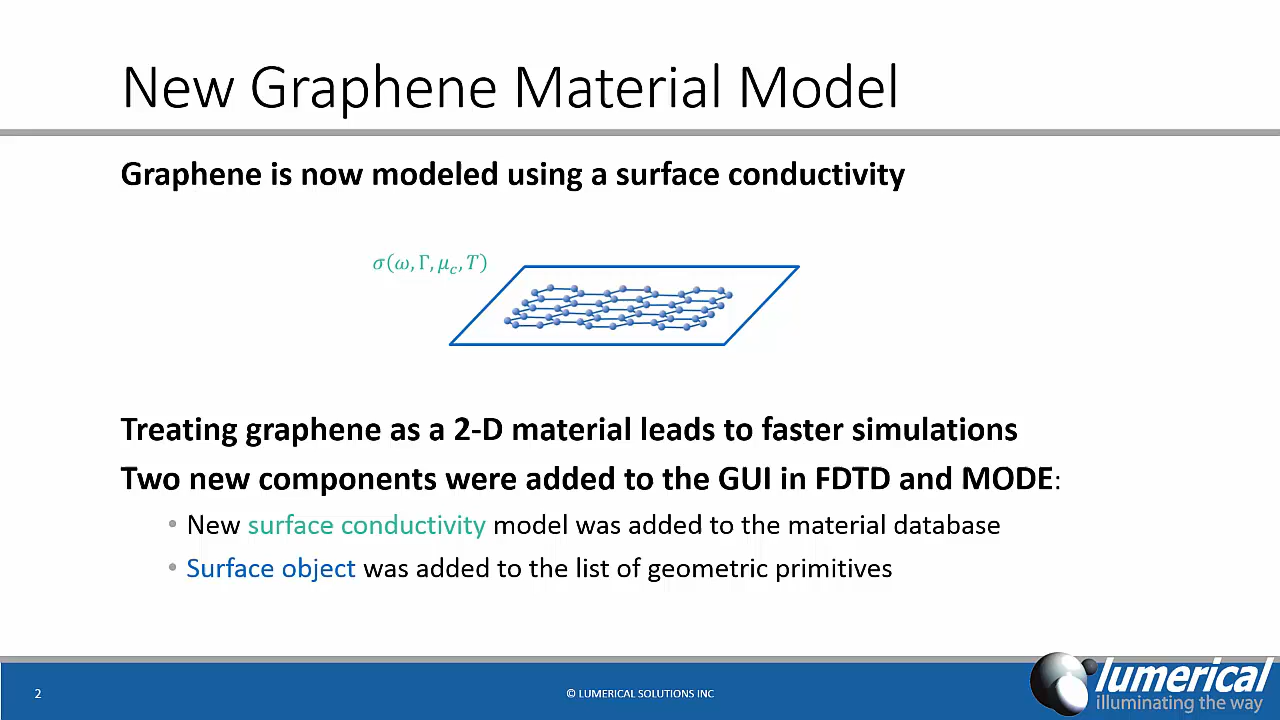 New Graphene Material Model
Graphene is now modeled using a surface conductivity
σ(ω, Γ, μ_c, T)
Treating graphene as a 2-D material leads to faster simulations
Two new components were added to the GUI in FDTD and MODE:
• New surface conductivity model was added to the material database
• Surface object was added to the list of geometric primitives
2
© LUMERICAL SOLUTIONS INC
lumerical
illuminating the way